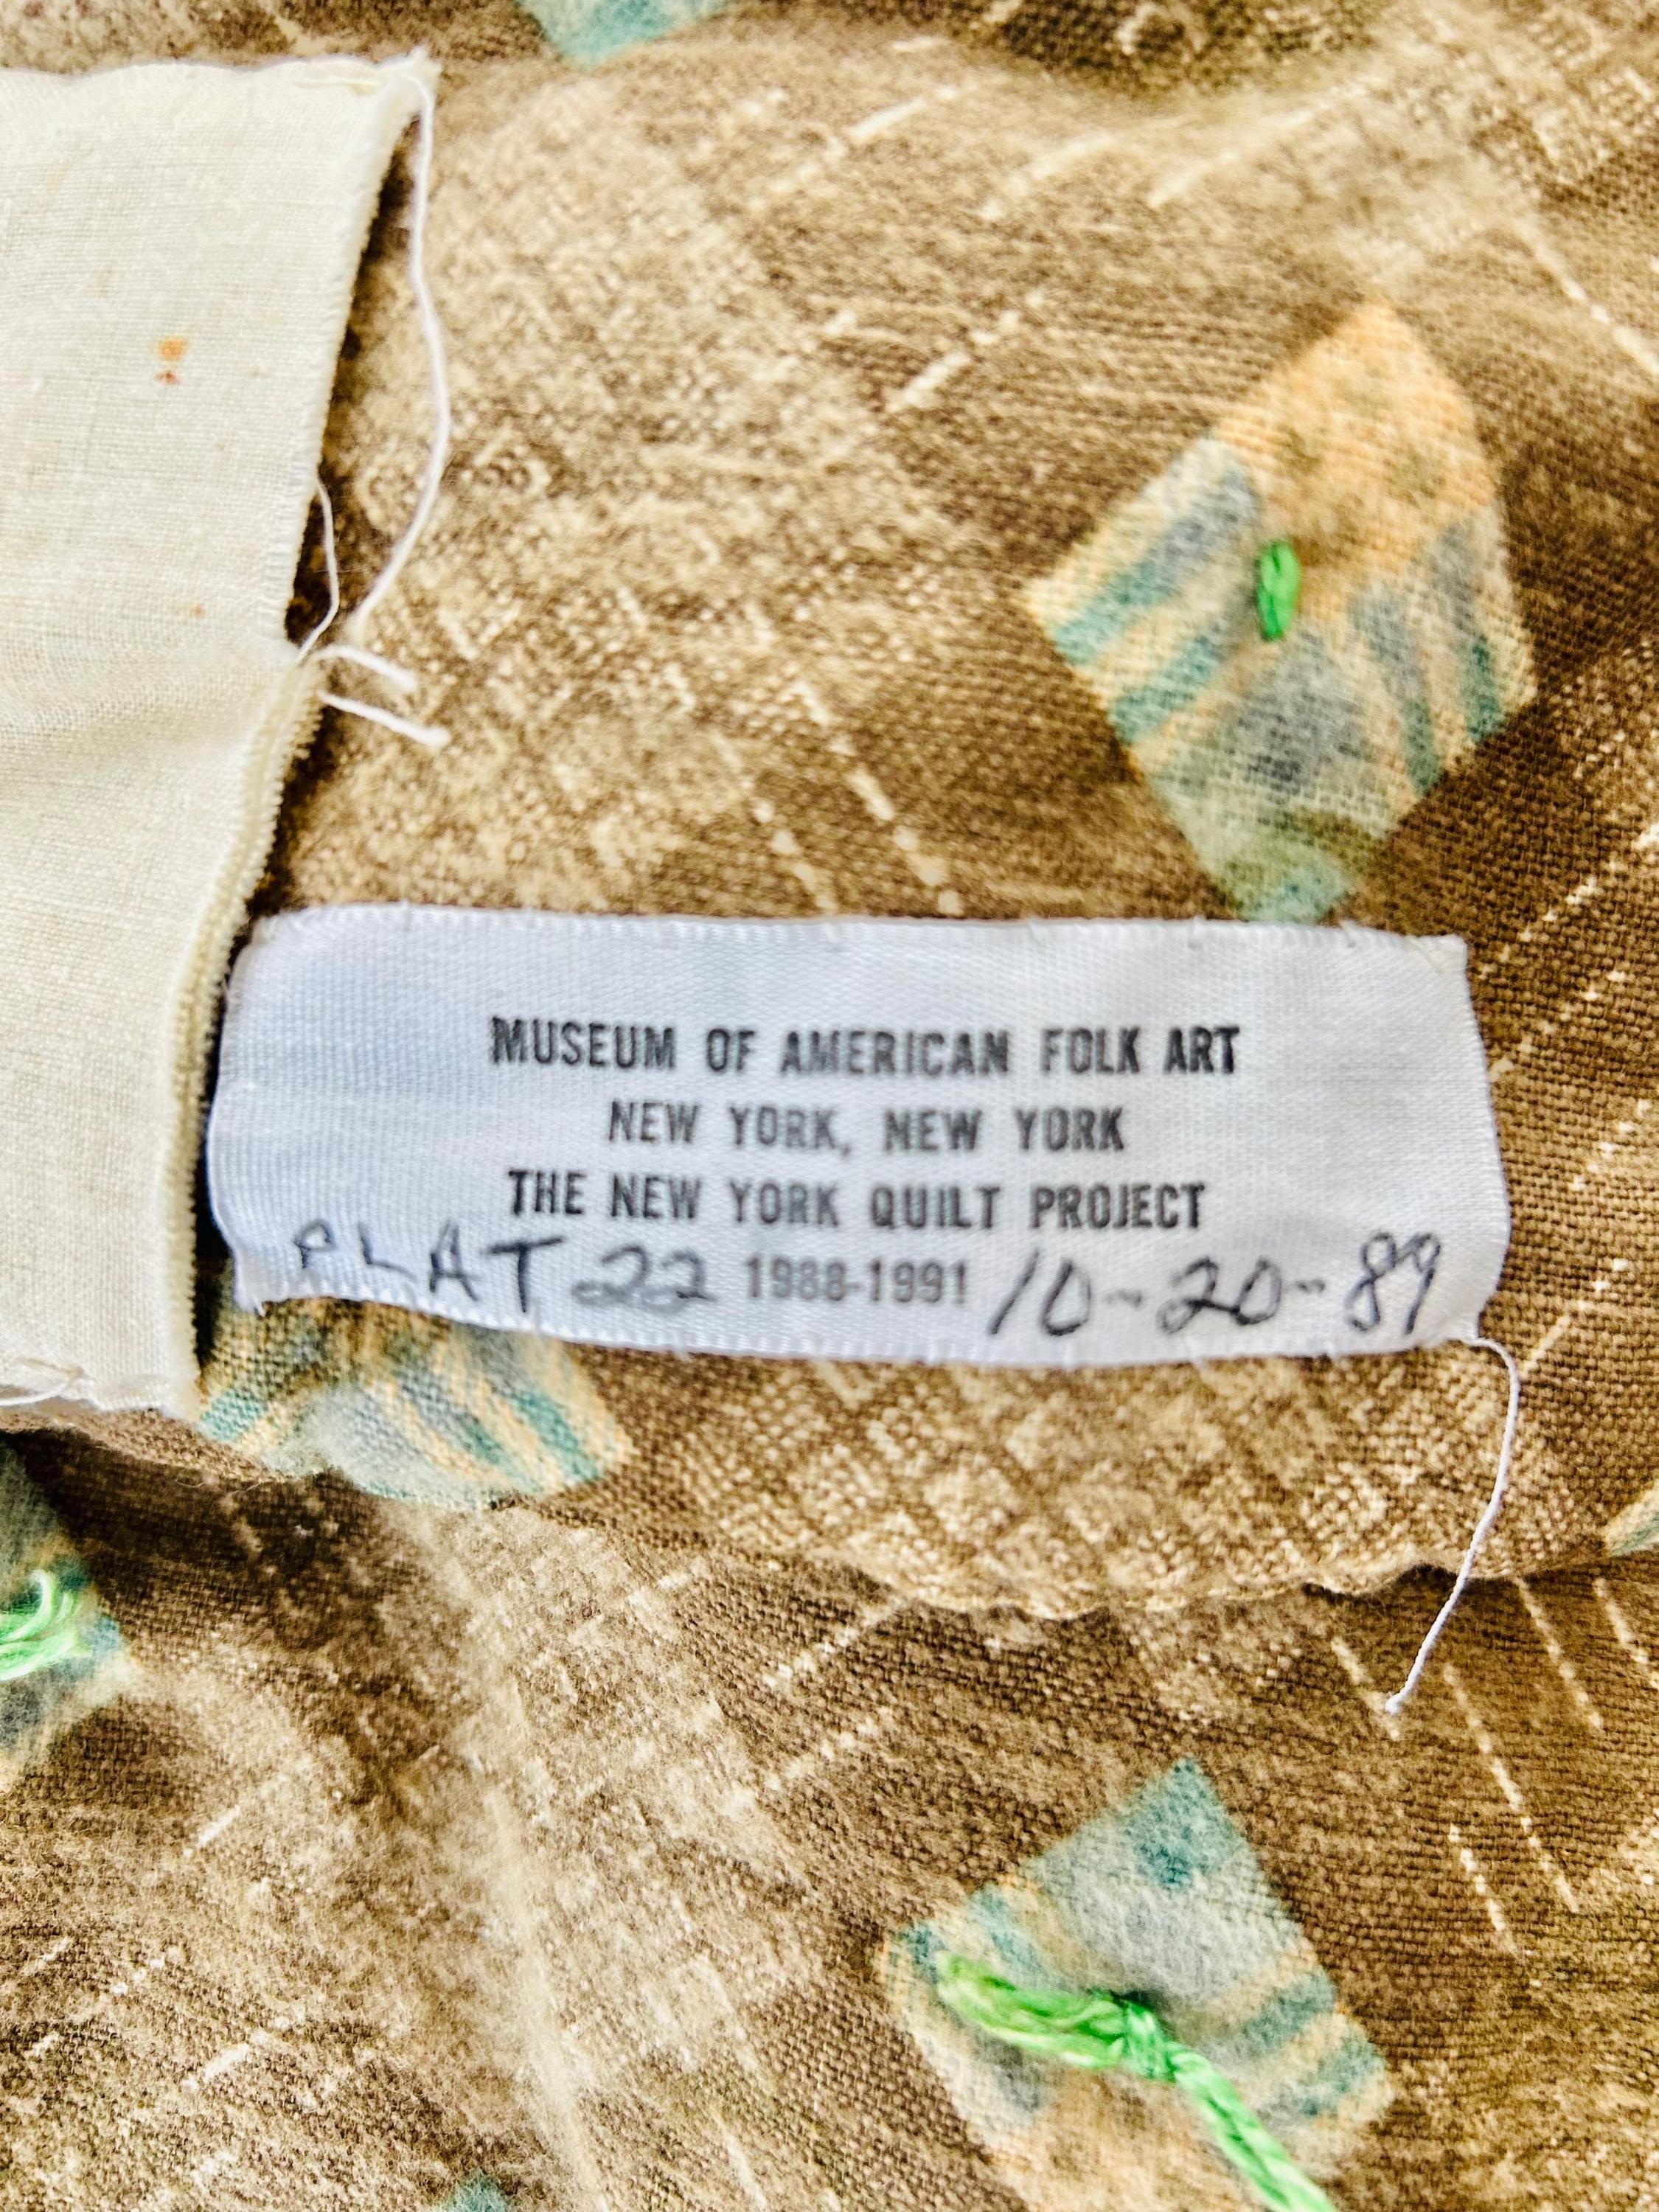 MUSEUM OF AMERICAN FOLK ART
NEW YORK, NEW YORK
THE NEW YORK QUILT PROJECT
PLAT 22 1988-1991 10-20-89